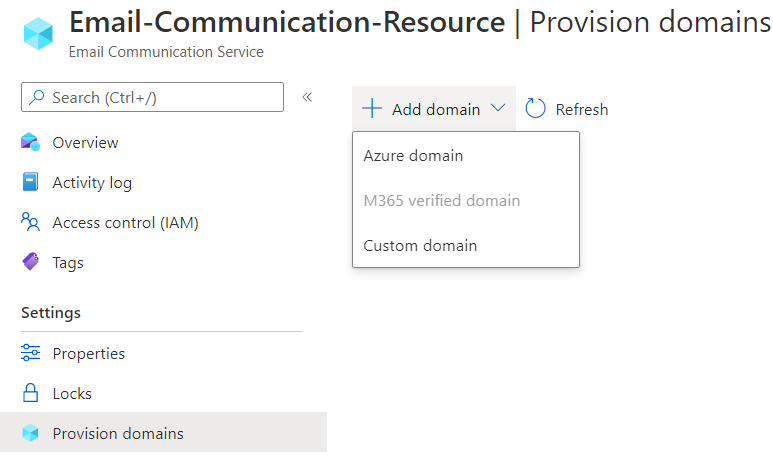 Email-Communication-Resource | Provision domains
Email Communication Service
Search (Ctrl+/)
Add domain
Refresh
Overview
Azure domain
Activity log
M365 verified domain
Access control (IAM)
Custom domain
Tags
Settings
Properties
Locks
Provision domains